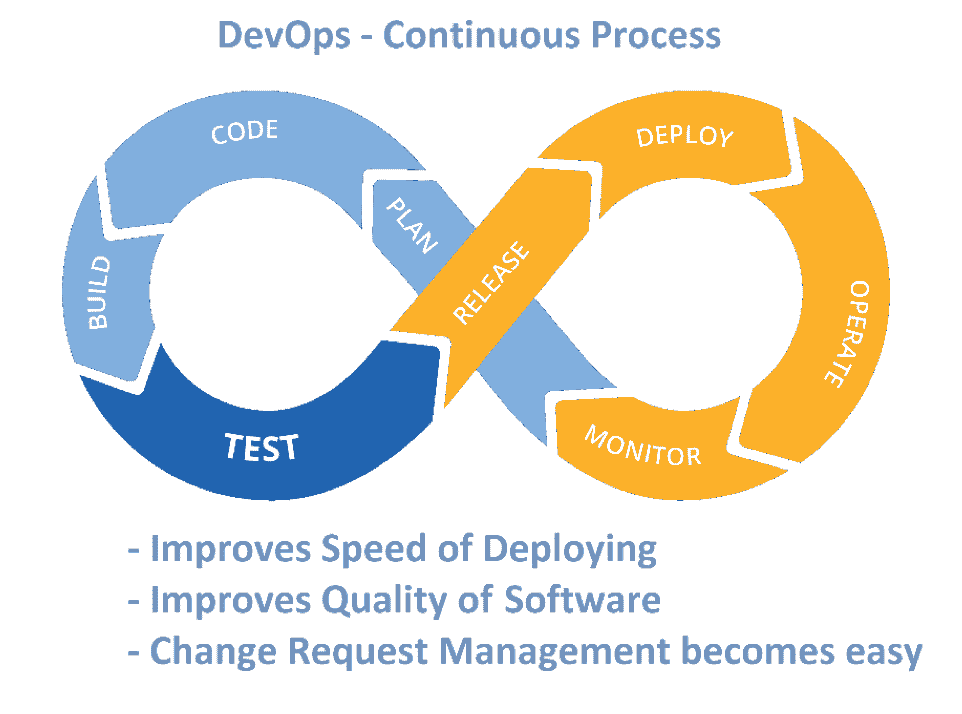 DevOps - Continuous Process
CODE
DEPLOY
PLAN
RELEASE
BUILD
OPERATE
TEST
MONITOR
- Improves Speed of Deploying
- Improves Quality of Software
- Change Request Management becomes easy